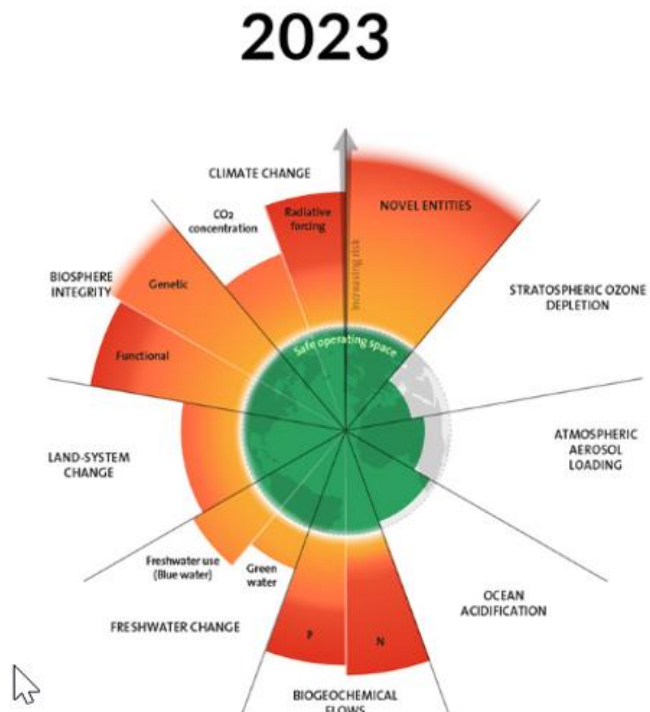 2023
CLIMATE CHANGE
CO₂
concentration
Radiative
forcing
NOVEL ENTITIES
Increasing risk
BIOSPHERE
INTEGRITY
Genetic
Functional
STRATOSPHERIC OZONE
DEPLETION
Safe operating space
ATMOSPHERIC
AEROSOL
LOADING
LAND-SYSTEM
CHANGE
Freshwater use
(Blue water)
Green
water
FRESHWATER CHANGE
OCEAN
ACIDIFICATION
P
N
BIOGEOCHEMICAL
FLOWS